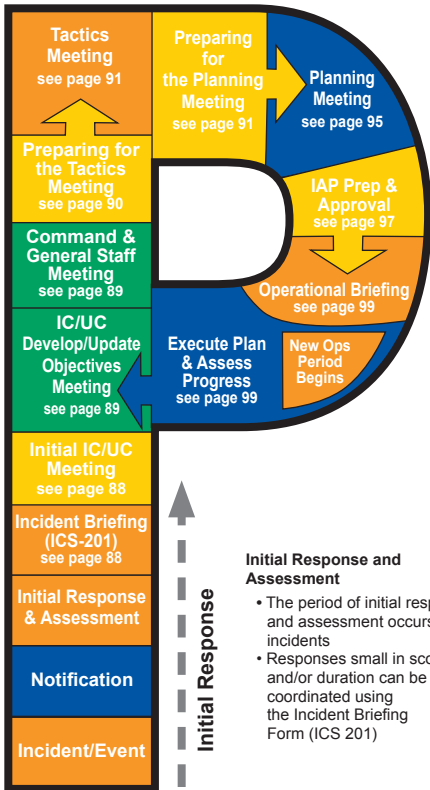 Tactics
Meeting
see page 91
Preparing
for
the Planning
Meeting
see page 91
Planning
Meeting
see page 95
Preparing for
the Tactics
Meeting
see page 90
IAP Prep &
Approval
see page 97
Command &
General Staff
Meeting
see page 89
Operational Briefing
see page 99
IC/UC
Develop/Update
Objectives
Meeting
see page 89
Execute Plan
& Assess
Progress
see page 99
New Ops
Period
Begins
Initial IC/UC
Meeting
see page 88
Incident Briefing
(ICS-201)
see page 88
Initial Response
& Assessment
Notification
Incident/Event
Initial Response
Initial Response and
Assessment
• The period of initial resp
and assessment occurs
incidents
• Responses small in sco
and/or duration can be
coordinated using
the Incident Briefing
Form (ICS 201)